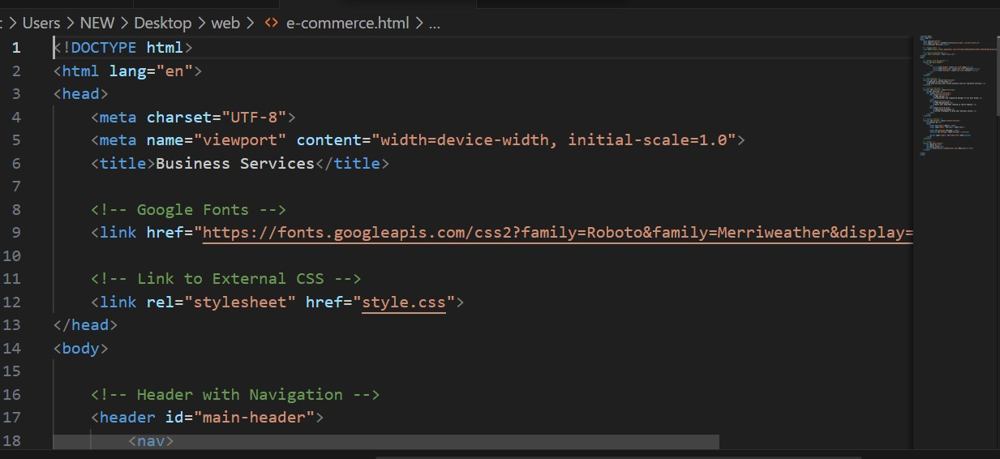 : > Users > NEW > Desktop > web > <> e-commerce.html > ...
1 <!DOCTYPE html>
2 <html lang="en">
3 <head>
4     <meta charset="UTF-8">
5     <meta name="viewport" content="width=device-width, initial-scale=1.0">
6     <title>Business Services</title>
7
8     <!-- Google Fonts -->
9     <link href="https://fonts.googleapis.com/css2?family=Roboto&family=Merriweather&display=
10
11     <!-- Link to External CSS -->
12     <link rel="stylesheet" href="style.css">
13 </head>
14 <body>
15
16     <!-- Header with Navigation -->
17     <header id="main-header">
18         <nav>